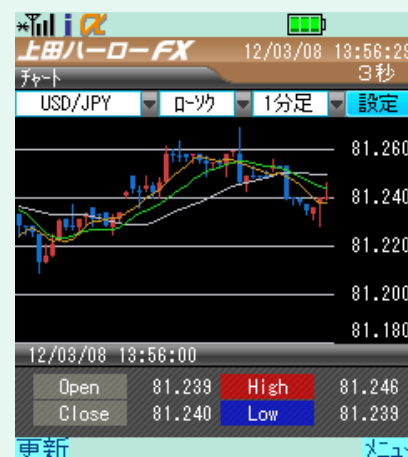 i α
上田ハーローFX 12/03/08 13:56:28
チャート 3秒
USD/JPY ローソク 1分足 設定
81.260
81.240
81.220
81.200
81.180
12/03/08 13:56:00
Open 81.239 High 81.246
Close 81.240 Low 81.239
更新 メニュー